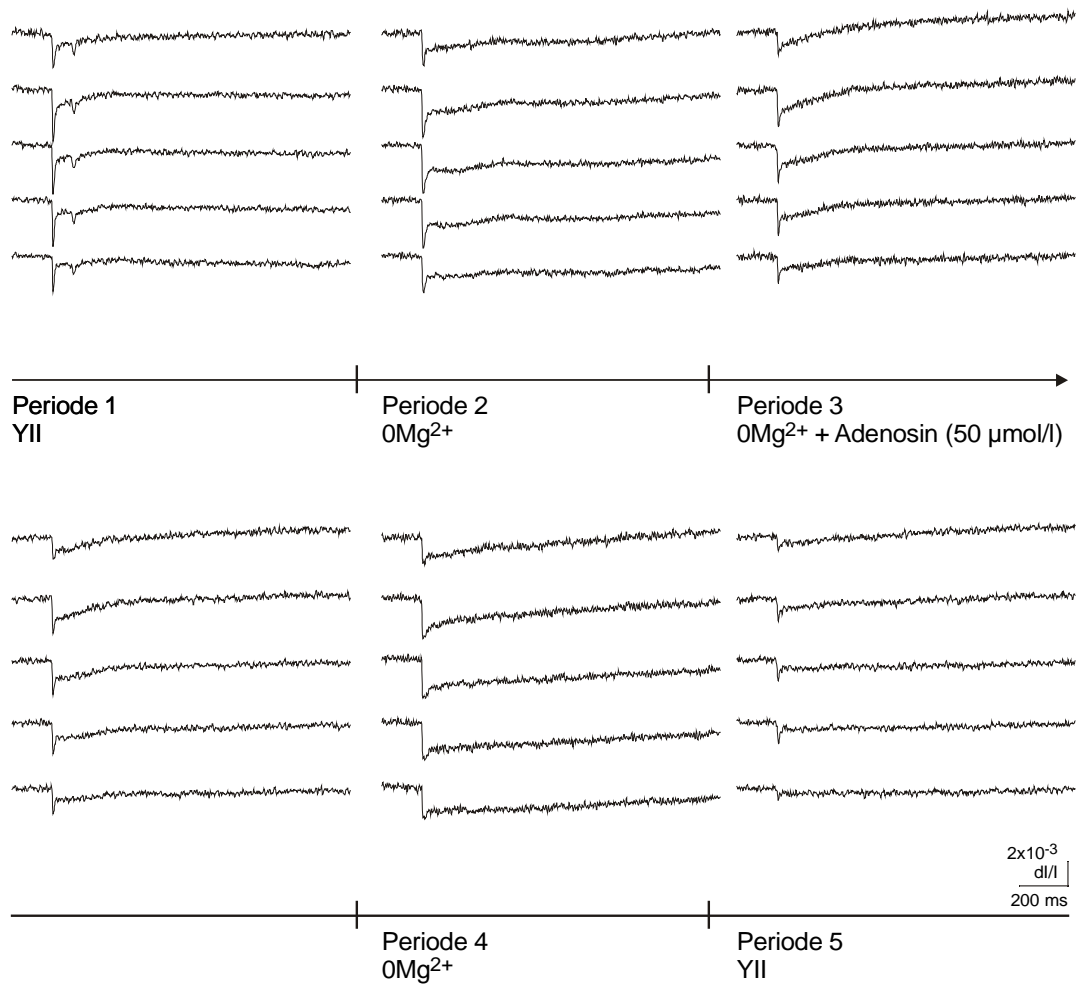 Periode 1
YII
Periode 2
0Mg²⁺
Periode 3
0Mg²⁺ + Adenosin (50 µmol/l)
2x10⁻³
dI/I
200 ms
Periode 4
0Mg²⁺
Periode 5
YII